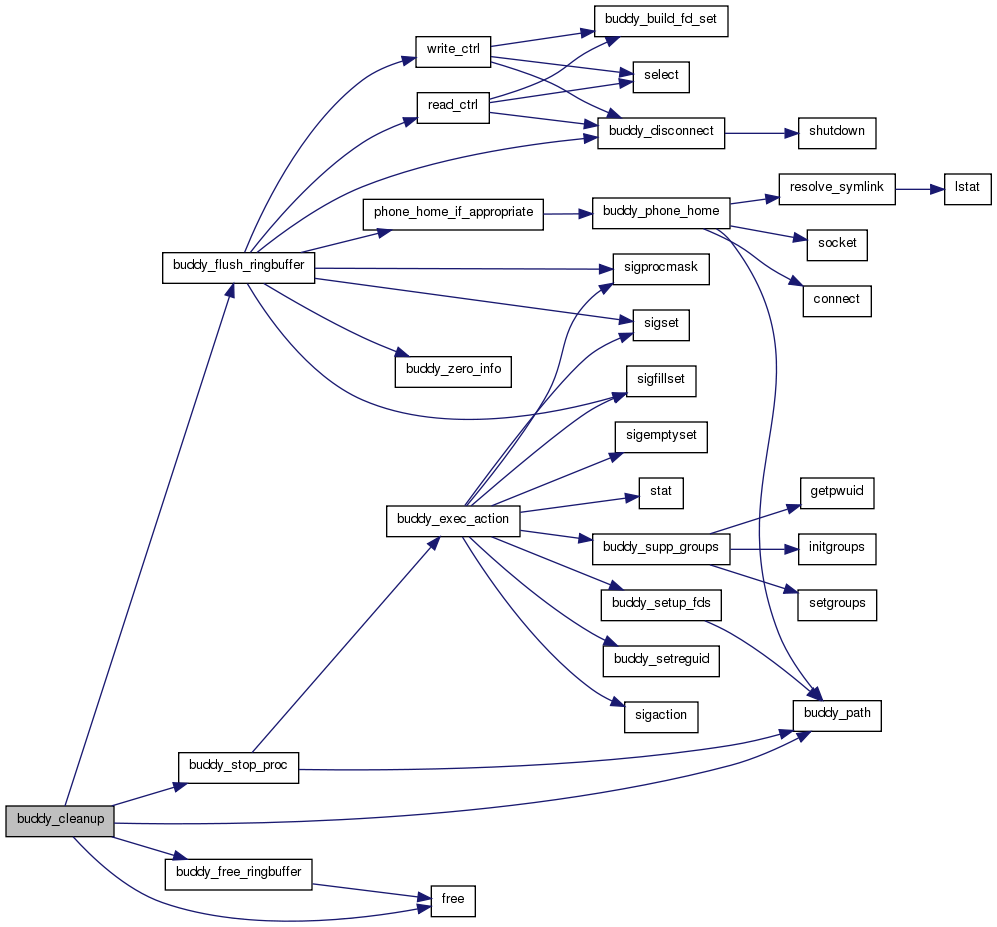 buddy_build_fd_set
write_ctrl
select
read_ctrl
buddy_disconnect
shutdown
resolve_symlink
lstat
phone_home_if_appropriate
buddy_phone_home
socket
buddy_flush_ringbuffer
sigprocmask
connect
sigset
buddy_zero_info
sigfillset
sigemptyset
stat
getpwuid
buddy_exec_action
buddy_supp_groups
initgroups
buddy_setup_fds
setgroups
buddy_setreguid
sigaction
buddy_path
buddy_stop_proc
buddy_cleanup
buddy_free_ringbuffer
free